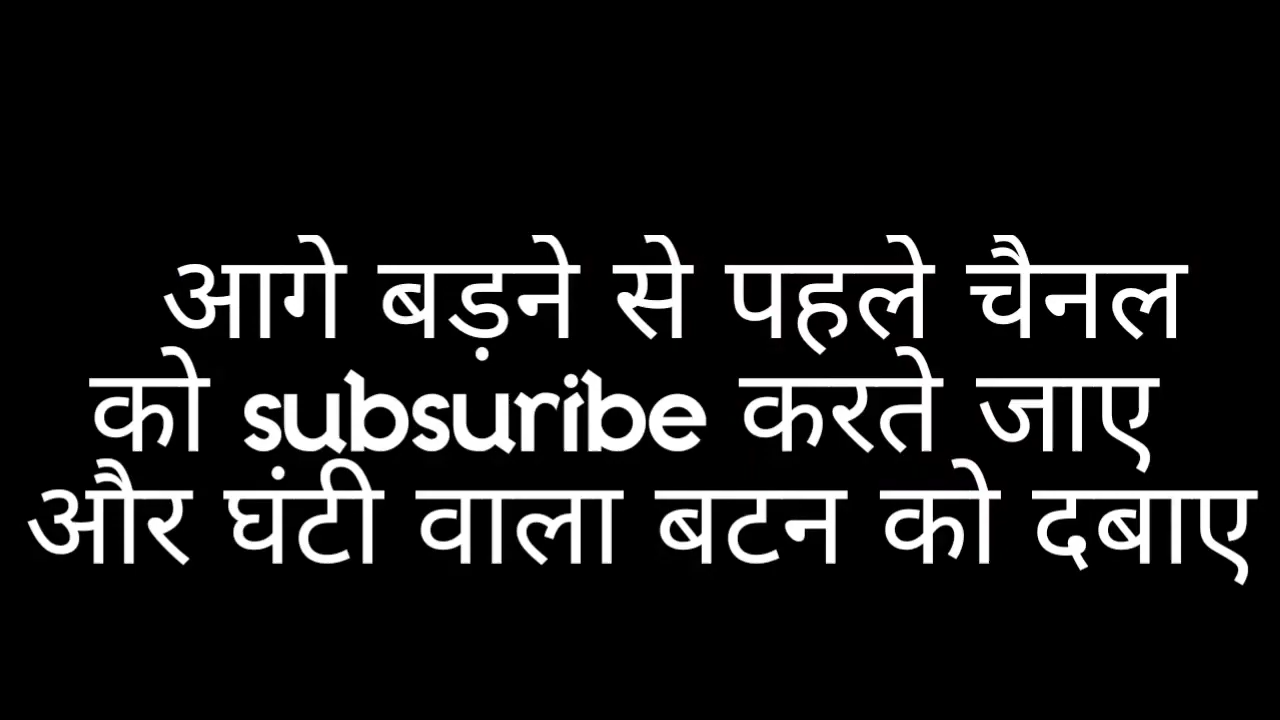 आगे बड़ने से पहले चैनल
को subsuribe करते जाए
और घंटी वाला बटन को दबाए